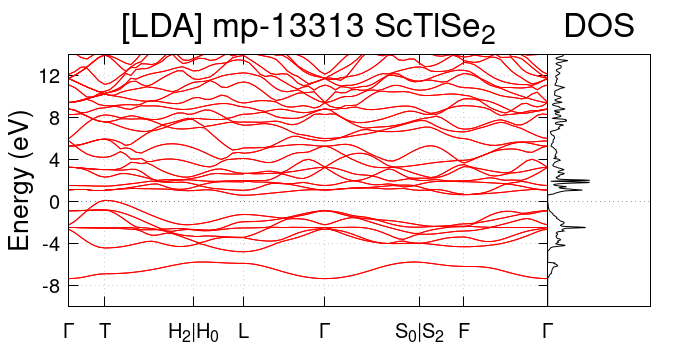 [LDA] mp-13313 ScTlSe2 DOS
Energy (eV)
12
8
4
0
-4
-8
Γ T H2|H0 L Γ S0|S2 F Γ